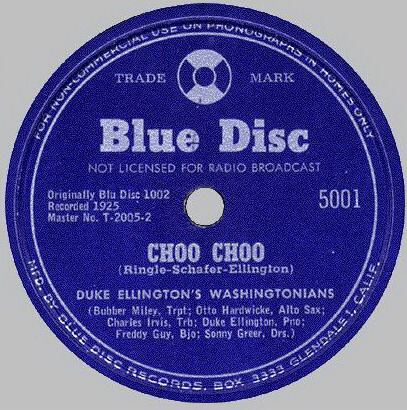 FOR NON-COMMERCIAL USE ON PHONOGRAPHS IN HOMES ONLY
TRADE MARK
Blue Disc
NOT LICENSED FOR RADIO BROADCAST
Originally Blu Disc 1002
Recorded 1925
Master No. T-2005-2
5001
CHOO CHOO
(Ringle-Schafer-Ellington)
DUKE ELLINGTON'S WASHINGTONIANS
(Bubber Miley, Trpt; Otto Hardwicke, Alto Sax;
Charles Irvis, Trb; Duke Ellington, Pno;
Freddy Guy, Bjo; Sonny Greer, Drs.)
MFD. BY BLUE DISC RECORDS, BOX 3333 GLENDALE 1, CALIF.